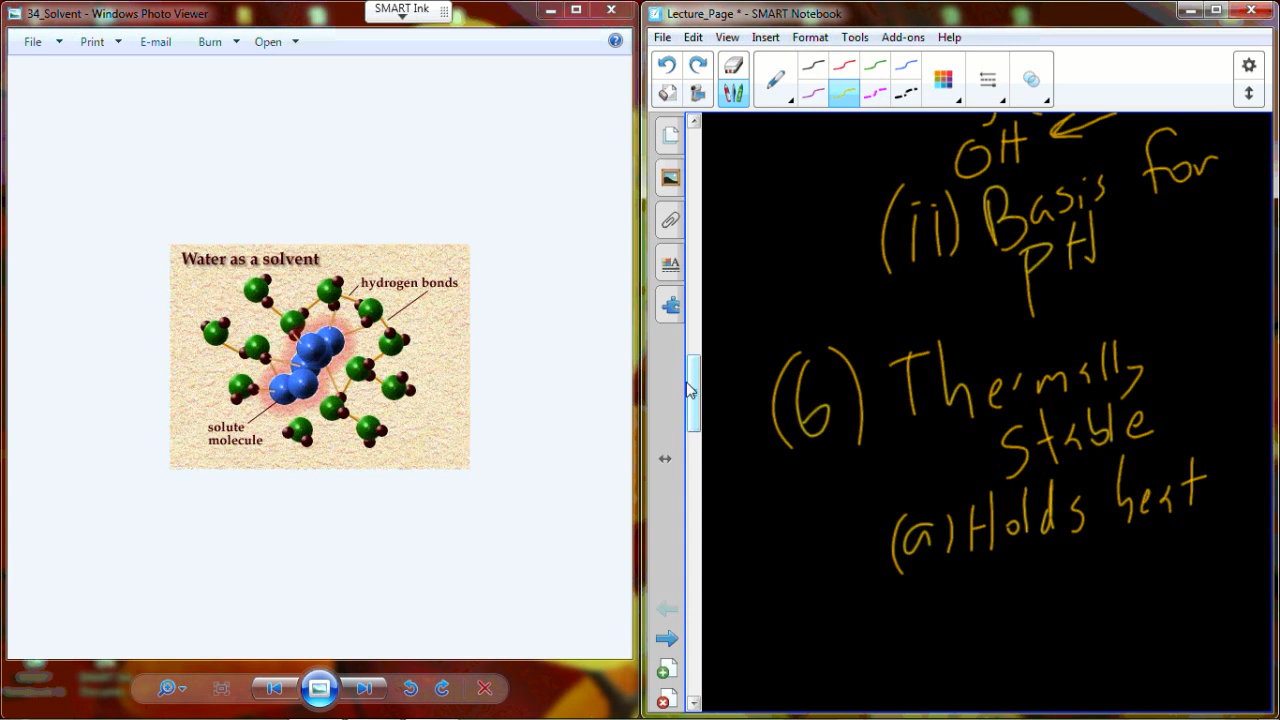 34_Solvent - Windows Photo Viewer
SMART Ink
File Print E-mail Burn Open
Water as a solvent
hydrogen bonds
solute
molecule
Lecture_Page * - SMART Notebook
File Edit View Insert Format Tools Add-ons Help
OH
(ii) Basis for
pH
(6) Thermally
Stable
(a) Holds heat